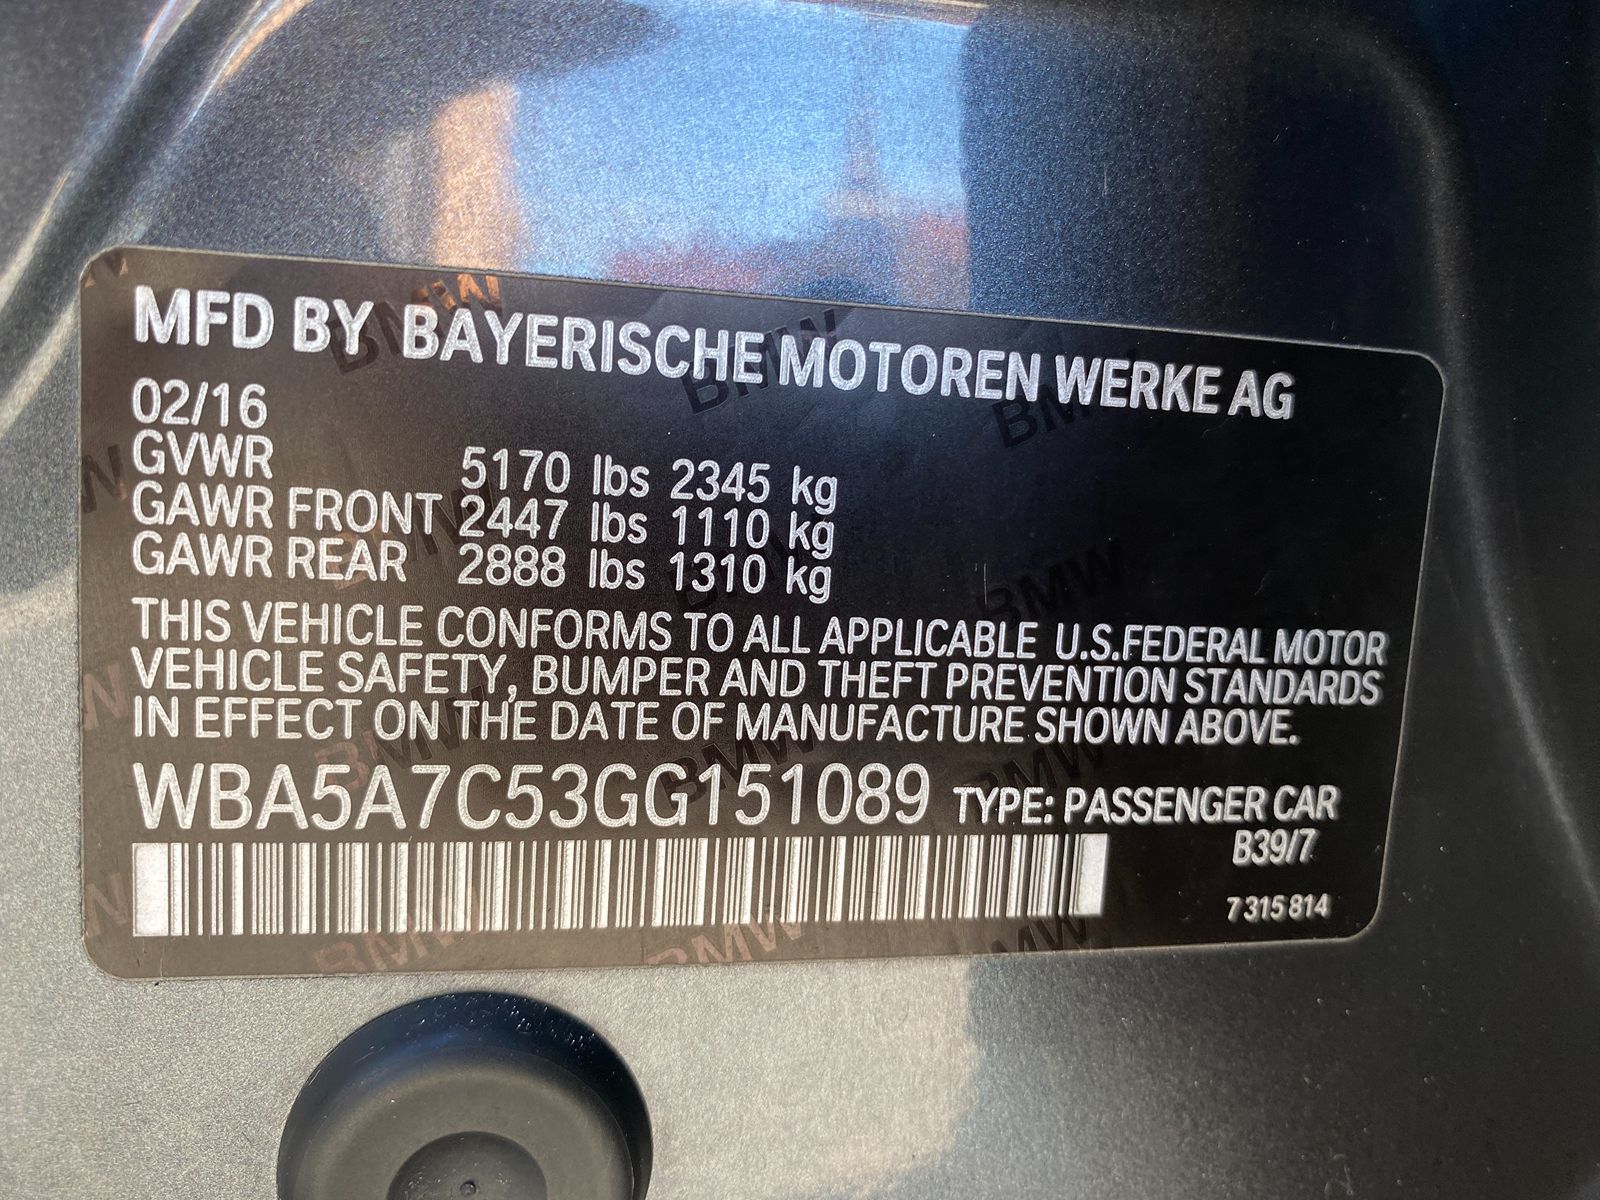 MFD BY BAYERISCHE MOTOREN WERKE AG
02/16
GVWR 5170 lbs 2345 kg
GAWR FRONT 2447 lbs 1110 kg
GAWR REAR 2888 lbs 1310 kg
THIS VEHICLE CONFORMS TO ALL APPLICABLE U.S.FEDERAL MOTOR
VEHICLE SAFETY, BUMPER AND THEFT PREVENTION STANDARDS
IN EFFECT ON THE DATE OF MANUFACTURE SHOWN ABOVE.
WBA5A7C53GG151089 TYPE: PASSENGER CAR
B39/7
7 315 814